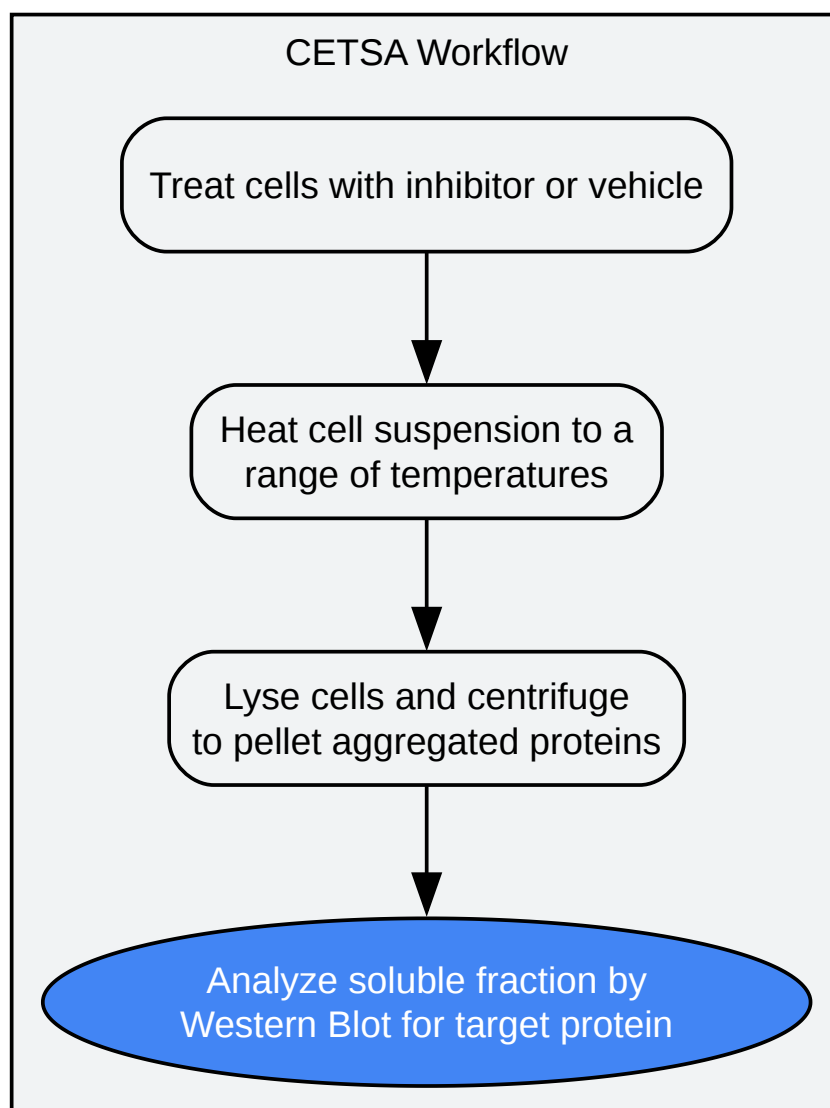 CETSA Workflow
Treat cells with inhibitor or vehicle
Heat cell suspension to a
range of temperatures
Lyse cells and centrifuge
to pellet aggregated proteins
Analyze soluble fraction by
Western Blot for target protein